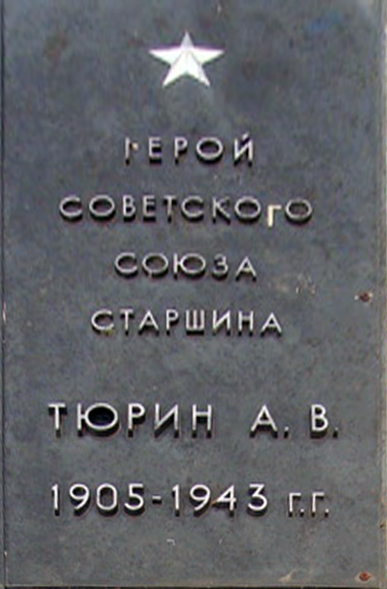 ГЕРОЙ
СОВЕТСКОГО
СОЮЗА
СТАРШИНА
ТЮРИН А. В.
1905-1943 г.г.